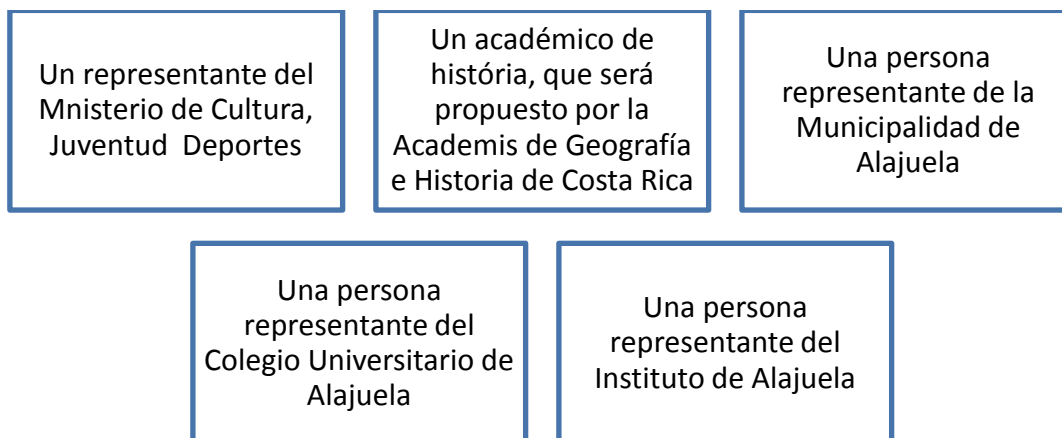 Un representante del
Mnisterio de Cultura,
Juventud  Deportes
Un académico de
história, que será
propuesto por la
Academis de Geografía
e Historia de Costa Rica
Una persona
representante de la
Municipalidad de
Alajuela
Una persona
representante del
Colegio Universitario de
Alajuela
Una persona
representante del
Instituto de Alajuela